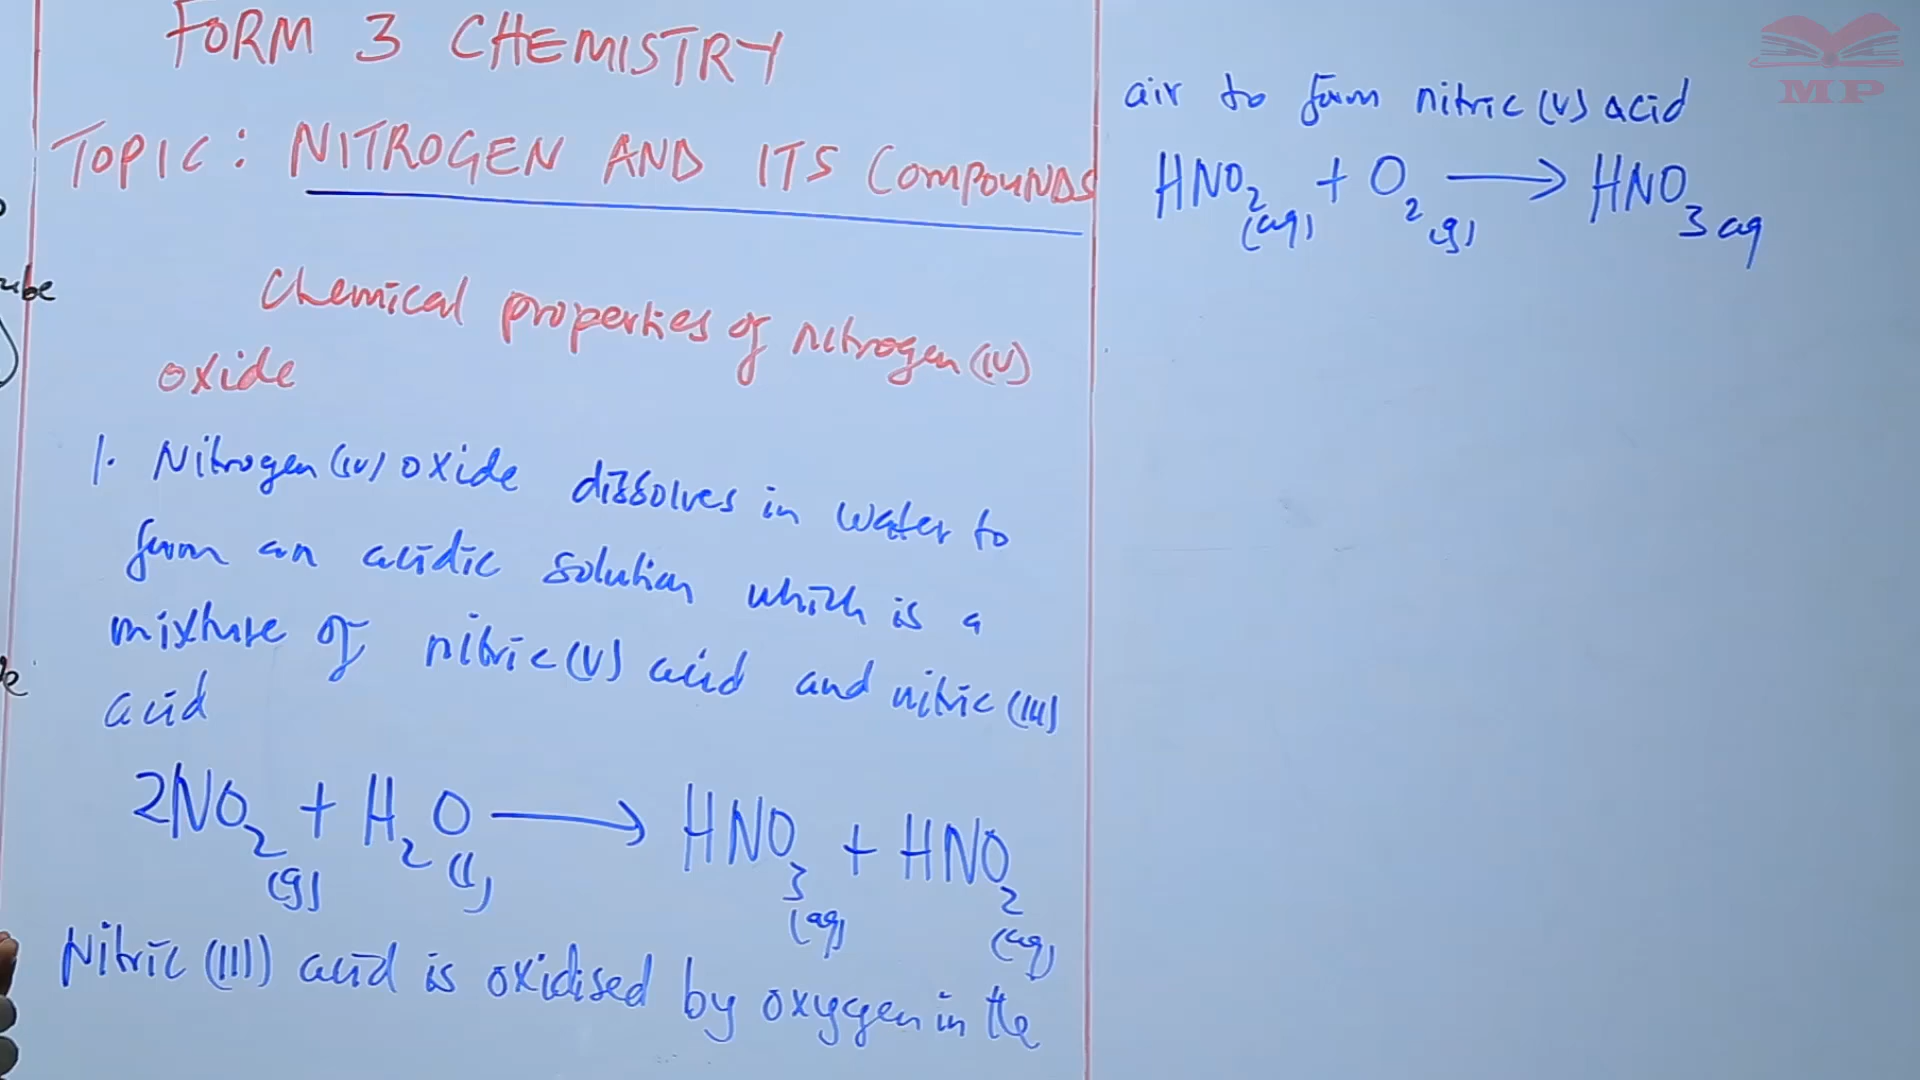 FORM 3 CHEMISTRY
TOPIC: NITROGEN AND ITS COMPOUNDS
Chemical properties of nitrogen (IV)
oxide
1. Nitrogen (IV) oxide dissolves in water to
form an acidic solution which is a
mixture of nitric (V) acid and nitric (III)
acid
2NO₂(g) + H₂O(l) → HNO₃(aq) + HNO₂(aq)
Nitric (III) acid is oxidised by oxygen in the
air to form nitric (V) acid
HNO₂(aq) + O₂(g) → HNO₃ aq
MP